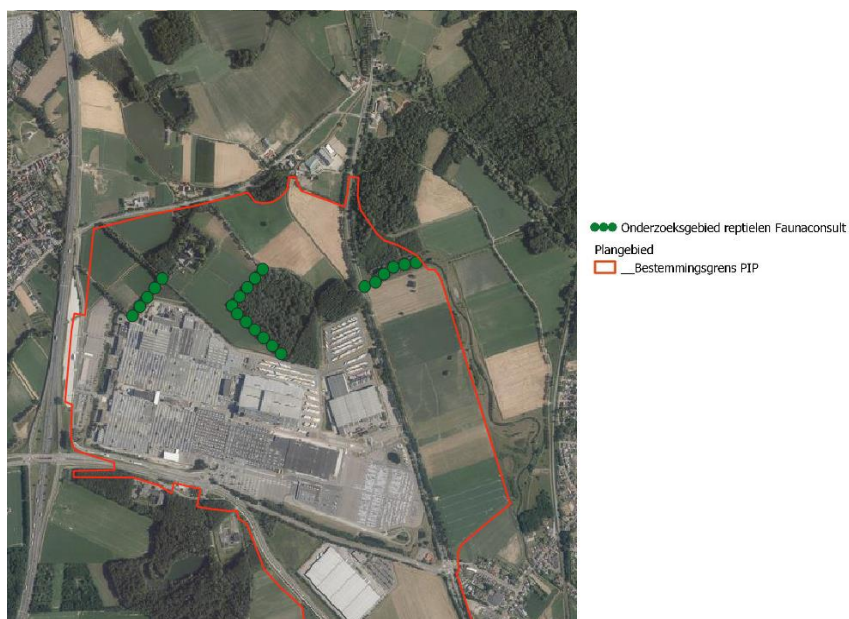 Onderzoeksgebied reptielen Faunaconsult
Plangebied
__Bestemmingsgrens PIP